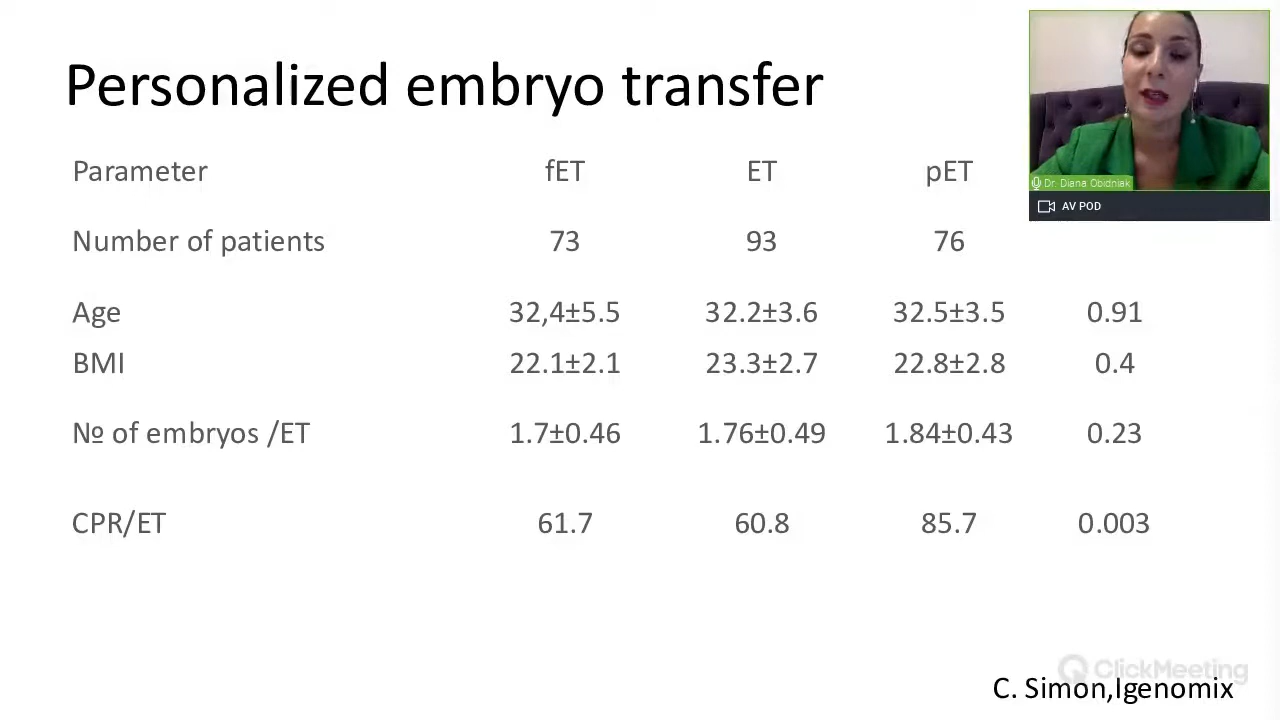 Personalized embryo transfer
Parameter fET ET pET
Number of patients 73 93 76
Age 32,4±5.5 32.2±3.6 32.5±3.5 0.91
BMI 22.1±2.1 23.3±2.7 22.8±2.8 0.4
№ of embryos /ET 1.7±0.46 1.76±0.49 1.84±0.43 0.23
CPR/ET 61.7 60.8 85.7 0.003
Dr. Diana Obidniak
AV POD
ClickMeeting
C. Simon,Igenomix